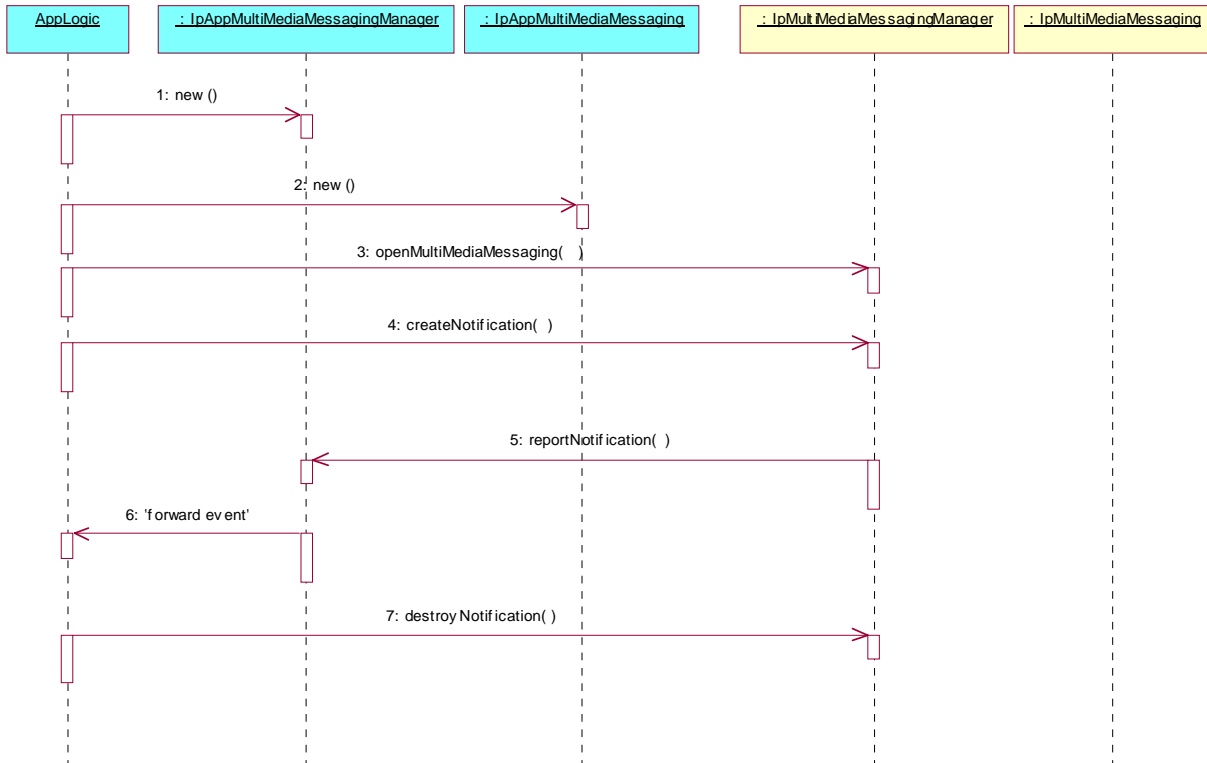 AppLogic
: IpAppMultiMediaMessagingManager
: IpAppMultiMediaMessaging
: IpMultiMediaMessagingManager
: IpMultiMediaMessaging
1: new ()
2: new ()
3: openMultiMediaMessaging( )
4: createNotification( )
5: reportNotification( )
6: 'forward event'
7: destroyNotification( )